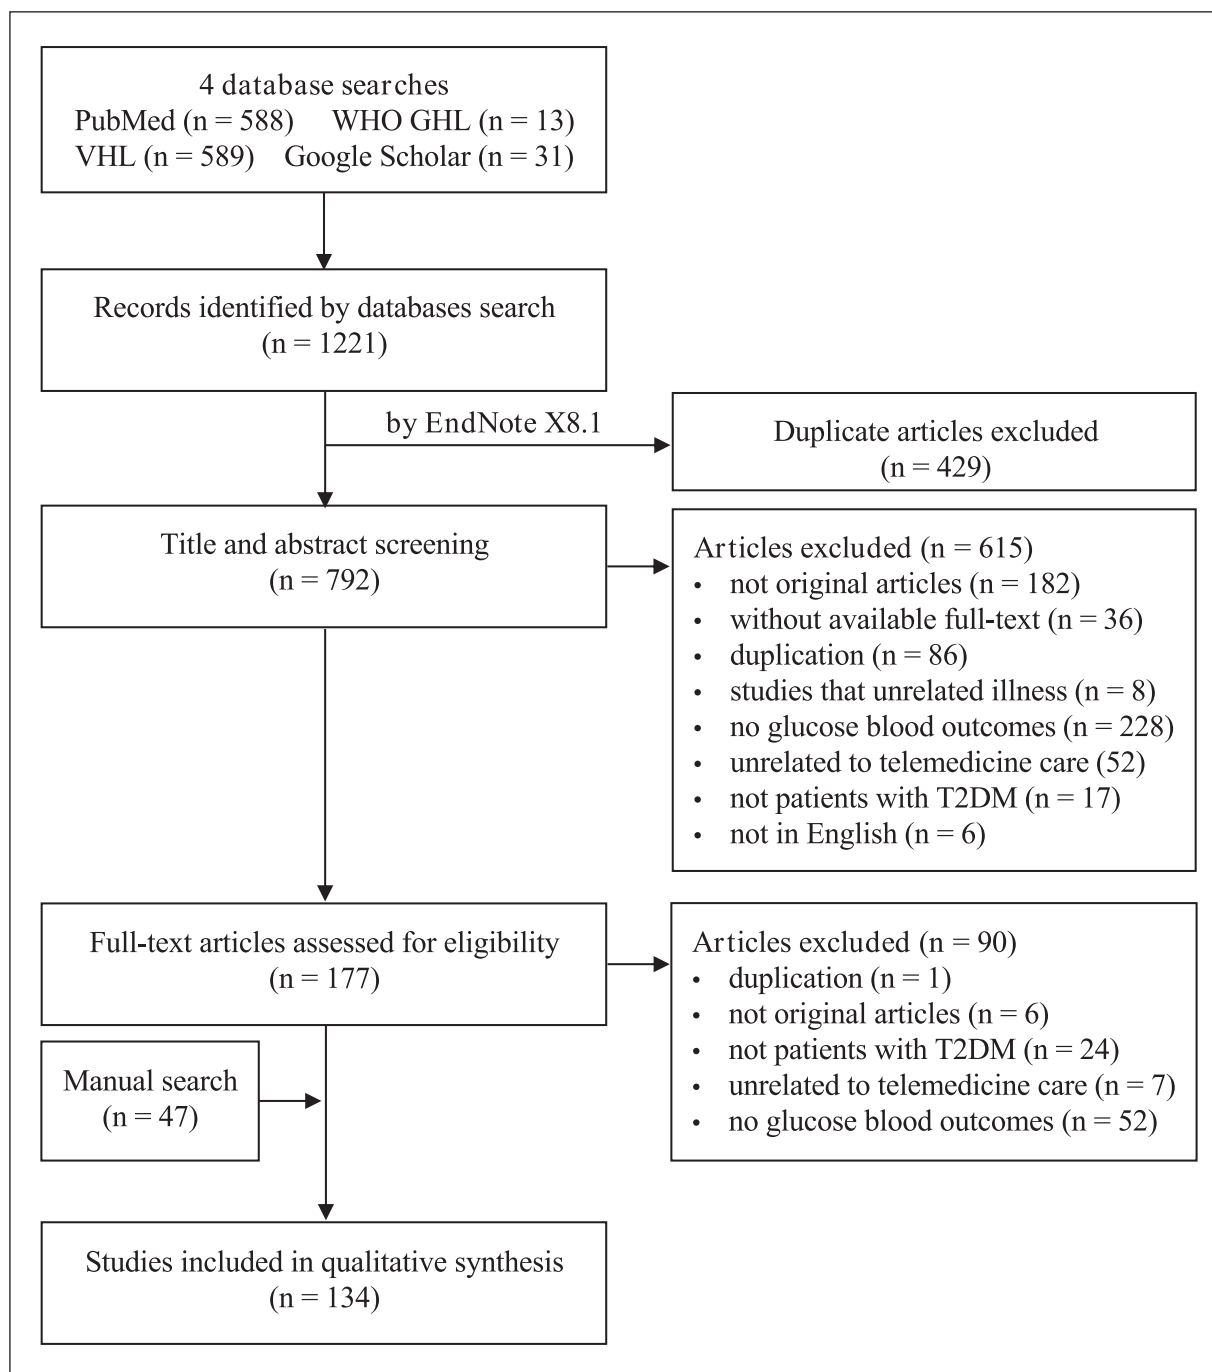 4 database searches
PubMed (n = 588) WHO GHL (n = 13)
VHL (n = 589) Google Scholar (n = 31)
Records identified by databases search
(n = 1221)
by EndNote X8.1
Duplicate articles excluded
(n = 429)
Title and abstract screening
(n = 792)
Articles excluded (n = 615)
• not original articles (n = 182)
• without available full-text (n = 36)
• duplication (n = 86)
• studies that unrelated illness (n = 8)
• no glucose blood outcomes (n = 228)
• unrelated to telemedicine care (52)
• not patients with T2DM (n = 17)
• not in English (n = 6)
Full-text articles assessed for eligibility
(n = 177)
Articles excluded (n = 90)
• duplication (n = 1)
• not original articles (n = 6)
• not patients with T2DM (n = 24)
• unrelated to telemedicine care (n = 7)
• no glucose blood outcomes (n = 52)
Manual search
(n = 47)
Studies included in qualitative synthesis
(n = 134)